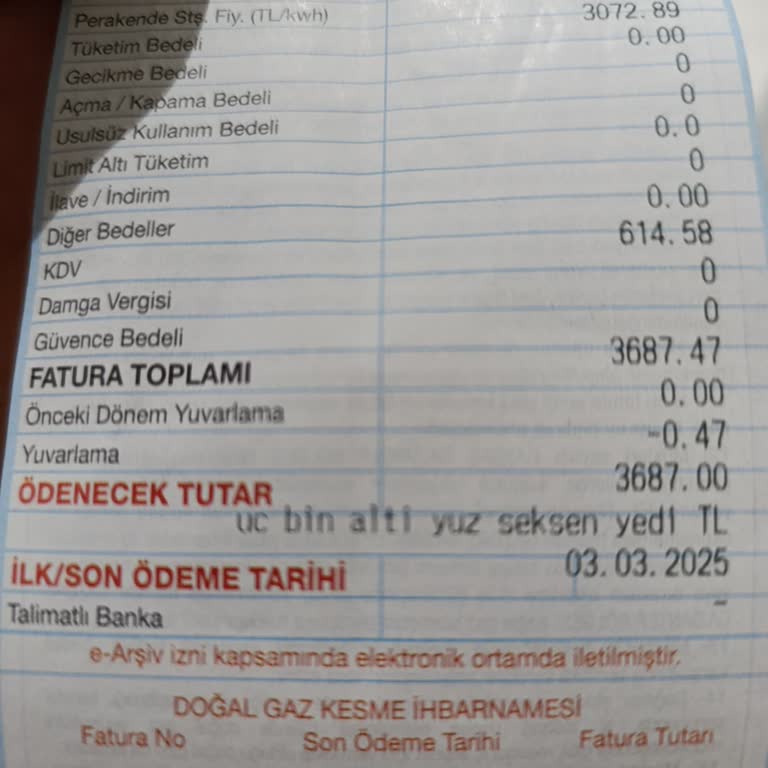 Perakende Stş. Fiy. (TL/kwh) 3072.89
Tüketim Bedeli 0.00
Gecikme Bedeli 0
Açma / Kapama Bedeli 0
Usulsüz Kullanım Bedeli 0.0
Limit Altı Tüketim 0
İlave / İndirim 0.00
Diğer Bedeller 614.58
KDV 0
Damga Vergisi 0
Güvence Bedeli 3687.47
FATURA TOPLAMI 0.00
Önceki Dönem Yuvarlama -0.47
Yuvarlama 3687.00
ÖDENECEK TUTAR
uc bin alti yuz seksen yedi TL
İLK/SON ÖDEME TARİHİ 03.03.2025
Talimatlı Banka -
e-Arşiv izni kapsamında elektronik ortamda iletilmiştir.
DOĞAL GAZ KESME İHBARNAMESİ
Fatura No Son Ödeme Tarihi Fatura Tutarı